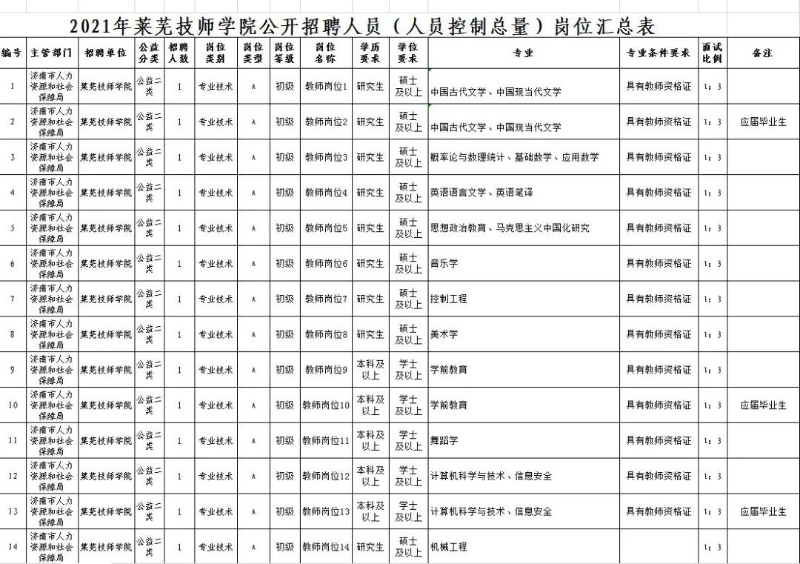 2021年莱芜技师学院公开招聘人员（人员控制总量）岗位汇总表
编号 主管部门 招聘单位 公益分类 招聘人数 岗位类别 岗位类型 岗位等级 岗位名称 学历要求 学位要求 专业 专业条件要求 面试比例 备注
1 济南市人力资源和社会保障局 莱芜技师学院 公益二类 1 专业技术 A 初级 教师岗位1 研究生 硕士及以上 中国古代文学、中国现当代文学 具有教师资格证 1：3
2 济南市人力资源和社会保障局 莱芜技师学院 公益二类 1 专业技术 A 初级 教师岗位2 研究生 硕士及以上 中国古代文学、中国现当代文学 具有教师资格证 1：3 应届毕业生
3 济南市人力资源和社会保障局 莱芜技师学院 公益二类 1 专业技术 A 初级 教师岗位3 研究生 硕士及以上 概率论与数理统计、基础数学、应用数学 具有教师资格证 1：3
4 济南市人力资源和社会保障局 莱芜技师学院 公益二类 1 专业技术 A 初级 教师岗位4 研究生 硕士及以上 英语语言文学、英语笔译 具有教师资格证 1：3
5 济南市人力资源和社会保障局 莱芜技师学院 公益二类 1 专业技术 A 初级 教师岗位5 研究生 硕士及以上 思想政治教育、马克思主义中国化研究 具有教师资格证 1：3
6 济南市人力资源和社会保障局 莱芜技师学院 公益二类 1 专业技术 A 初级 教师岗位6 研究生 硕士及以上 音乐学 具有教师资格证 1：3
7 济南市人力资源和社会保障局 莱芜技师学院 公益二类 1 专业技术 A 初级 教师岗位7 研究生 硕士及以上 控制工程 具有教师资格证 1：3
8 济南市人力资源和社会保障局 莱芜技师学院 公益二类 1 专业技术 A 初级 教师岗位8 研究生 硕士及以上 美术学 具有教师资格证 1：3
9 济南市人力资源和社会保障局 莱芜技师学院 公益二类 1 专业技术 A 初级 教师岗位9 本科及以上 学士及以上 学前教育 具有教师资格证 1：3
10 济南市人力资源和社会保障局 莱芜技师学院 公益二类 1 专业技术 A 初级 教师岗位10 本科及以上 学士及以上 学前教育 具有教师资格证 1：3 应届毕业生
11 济南市人力资源和社会保障局 莱芜技师学院 公益二类 1 专业技术 A 初级 教师岗位11 本科及以上 学士及以上 舞蹈学 具有教师资格证 1：3
12 济南市人力资源和社会保障局 莱芜技师学院 公益二类 1 专业技术 A 初级 教师岗位12 本科及以上 学士及以上 计算机科学与技术、信息安全 具有教师资格证 1：3
13 济南市人力资源和社会保障局 莱芜技师学院 公益二类 1 专业技术 A 初级 教师岗位13 本科及以上 学士及以上 计算机科学与技术、信息安全 具有教师资格证 1：3 应届毕业生
14 济南市人力资源和社会保障局 莱芜技师学院 公益二类 1 专业技术 A 初级 教师岗位14 研究生 硕士及以上 机械工程 1：3